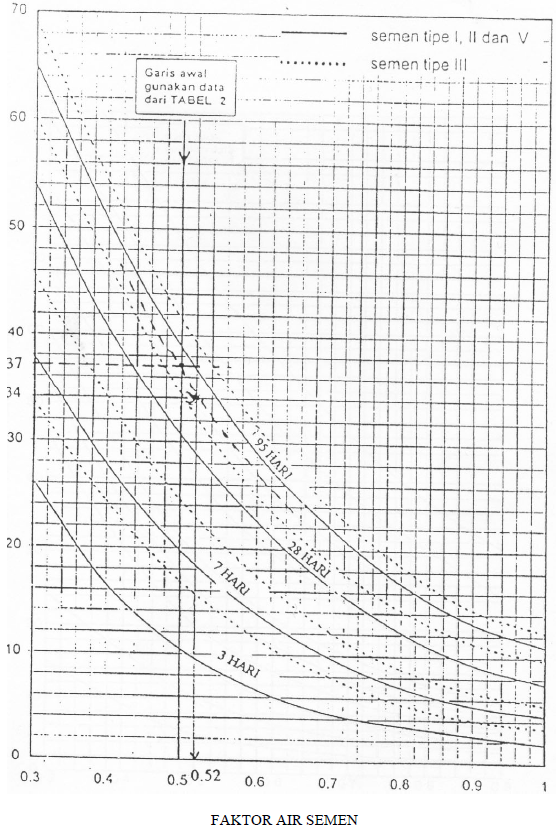 70
semen tipe I, II dan V
semen tipe III
Garis awal
gunakan data
dari TABEL 2
60
50
40
37
34
30
95 HARI
28 HARI
20
7 HARI
10
3 HARI
0
0.3
0.4
0.5
0.52
0.6
0.7
0.8
0.9
1
FAKTOR AIR SEMEN